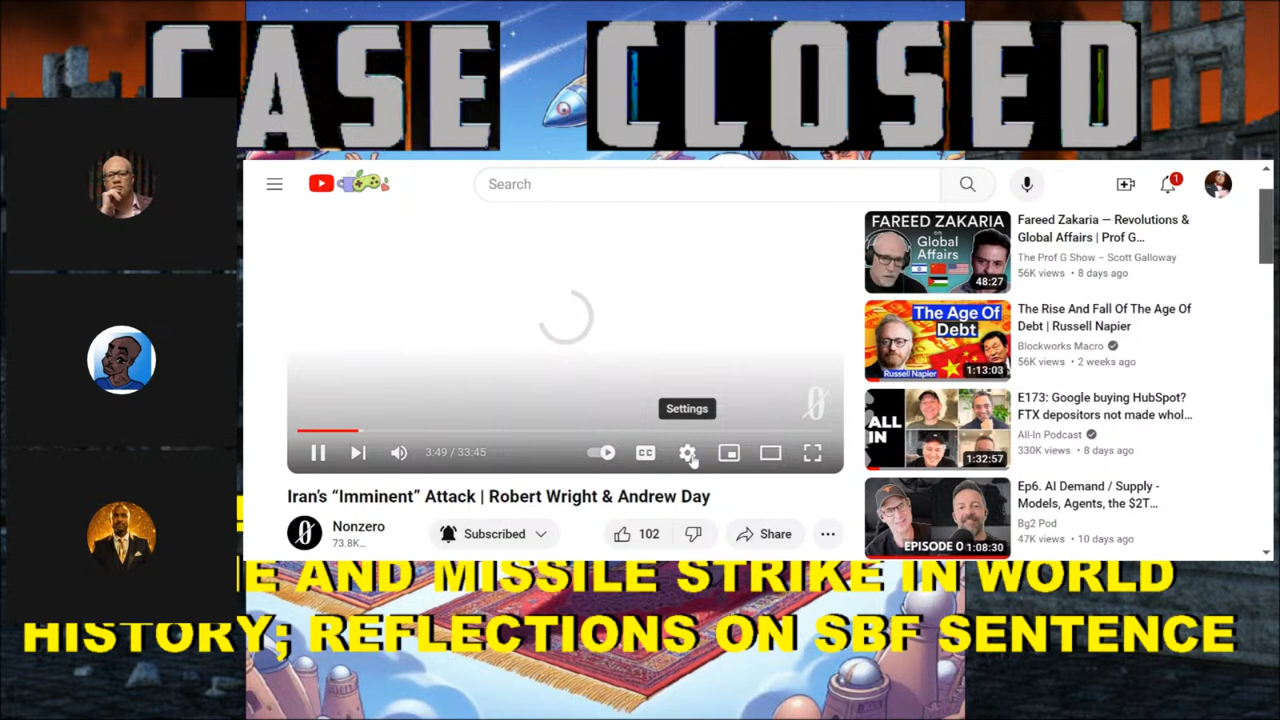 CASE CLOSED
Search
1
Settings
3:49 / 33:45
CC
Iran’s “Imminent” Attack | Robert Wright & Andrew Day
Nonzero
73.8K...
Subscribed
102
Share
FAREED ZAKARIA
on
Global
Affairs
48:27
Fareed Zakaria — Revolutions &
Global Affairs | Prof G...
The Prof G Show – Scott Galloway
56K views • 8 days ago
The Age Of
Debt
Russell Napier
1:13:03
The Rise And Fall Of The Age Of
Debt | Russell Napier
Blockworks Macro
56K views • 2 weeks ago
ALL
IN
1:32:57
E173: Google buying HubSpot?
FTX depositors not made whol...
All-In Podcast
330K views • 8 days ago
EPISODE 0
1:08:30
Ep6. AI Demand / Supply -
Models, Agents, the $2T...
Bg2 Pod
47K views • 10 days ago
E AND MISSILE STRIKE IN WORLD
HISTORY; REFLECTIONS ON SBF SENTENCE